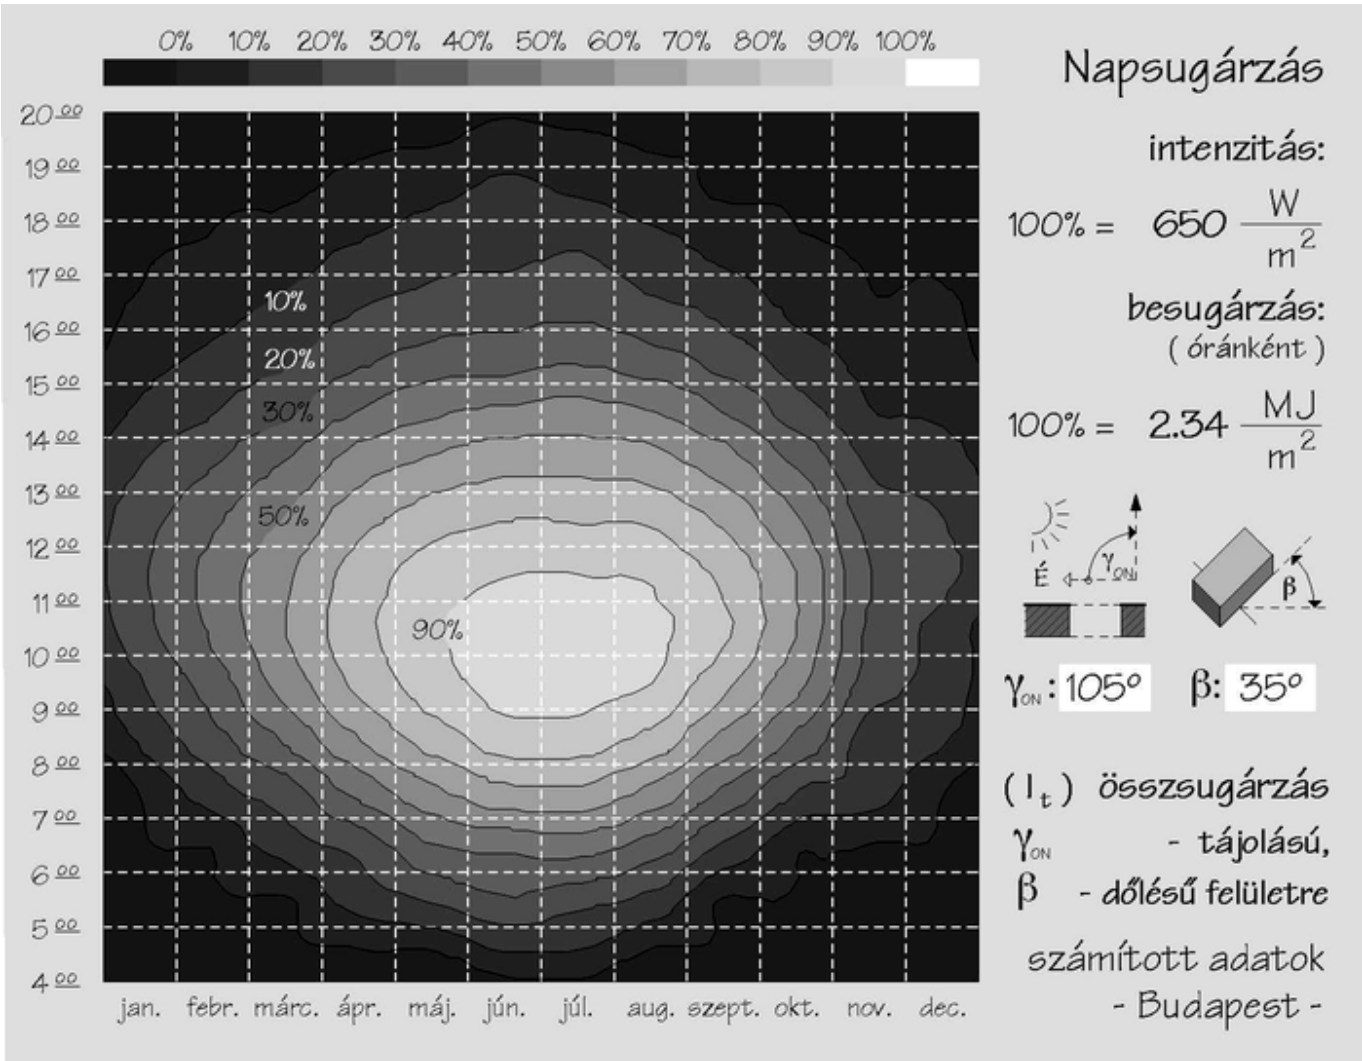 0% 10% 20% 30% 40% 50% 60% 70% 80% 90% 100%
20 00
19 00
18 00
17 00
16 00
15 00
14 00
13 00
12 00
11 00
10 00
9 00
8 00
7 00
6 00
5 00
4 00
10%
20%
30%
50%
90%
jan. febr. márc. ápr. máj. jún. júl. aug. szept. okt. nov. dec.
Napsugárzás
intenzitás:
100% = 650 W/m²
besugárzás:
( óránként )
100% = 2.34 MJ/m²
É γON β
γON: 105° β: 35°
(It) összsugárzás
γON - tájolású,
β - dőlésű felületre
számított adatok
- Budapest -